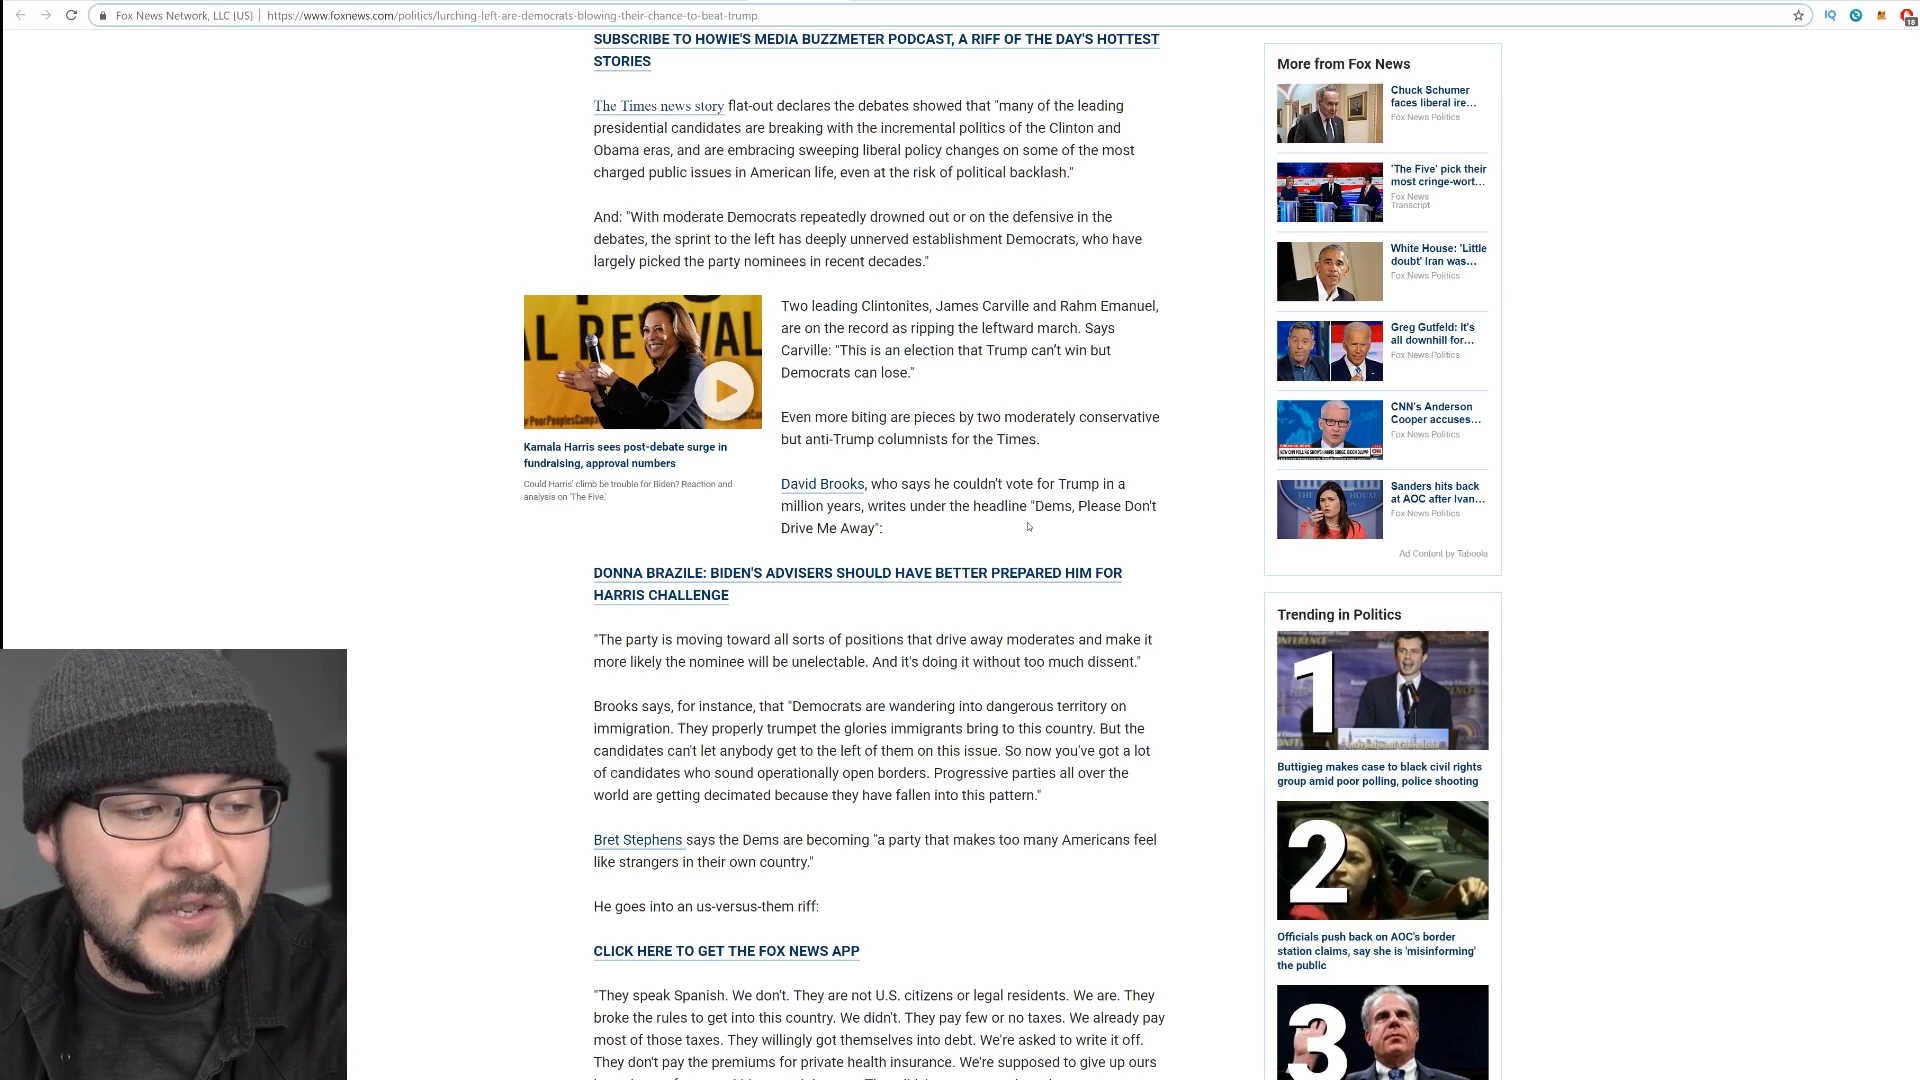 Fox News Network, LLC [US] | https://www.foxnews.com/politics/lurching-left-are-democrats-blowing-their-chance-to-beat-trump
IQ
18
SUBSCRIBE TO HOWIE'S MEDIA BUZZMETER PODCAST, A RIFF OF THE DAY'S HOTTEST
STORIES
The Times news story flat-out declares the debates showed that "many of the leading
presidential candidates are breaking with the incremental politics of the Clinton and
Obama eras, and are embracing sweeping liberal policy changes on some of the most
charged public issues in American life, even at the risk of political backlash."
And: "With moderate Democrats repeatedly drowned out or on the defensive in the
debates, the sprint to the left has deeply unnerved establishment Democrats, who have
largely picked the party nominees in recent decades."
AL REVIVAL
#PoorPeoplesCampa
Kamala Harris sees post-debate surge in
fundraising, approval numbers
Could Harris' climb be trouble for Biden? Reaction and
analysis on 'The Five.'
Two leading Clintonites, James Carville and Rahm Emanuel,
are on the record as ripping the leftward march. Says
Carville: "This is an election that Trump can't win but
Democrats can lose."
Even more biting are pieces by two moderately conservative
but anti-Trump columnists for the Times.
David Brooks, who says he couldn't vote for Trump in a
million years, writes under the headline "Dems, Please Don't
Drive Me Away":
DONNA BRAZILE: BIDEN'S ADVISERS SHOULD HAVE BETTER PREPARED HIM FOR
HARRIS CHALLENGE
"The party is moving toward all sorts of positions that drive away moderates and make it
more likely the nominee will be unelectable. And it's doing it without too much dissent."
Brooks says, for instance, that "Democrats are wandering into dangerous territory on
immigration. They properly trumpet the glories immigrants bring to this country. But the
candidates can't let anybody get to the left of them on this issue. So now you've got a lot
of candidates who sound operationally open borders. Progressive parties all over the
world are getting decimated because they have fallen into this pattern."
Bret Stephens says the Dems are becoming "a party that makes too many Americans feel
like strangers in their own country."
He goes into an us-versus-them riff:
CLICK HERE TO GET THE FOX NEWS APP
"They speak Spanish. We don't. They are not U.S. citizens or legal residents. We are. They
broke the rules to get into this country. We didn't. They pay few or no taxes. We already pay
most of those taxes. They willingly got themselves into debt. We're asked to write it off.
They don't pay the premiums for private health insurance. We're supposed to give up ours
More from Fox News
Chuck Schumer
faces liberal ire...
Fox News Politics
'The Five' pick their
most cringe-wort...
Fox News
Transcript
White House: 'Little
doubt' Iran was...
Fox News Politics
Greg Gutfeld: It's
all downhill for...
Fox News Politics
CNN's Anderson
Cooper accuses...
Fox News Politics
CNN
Sanders hits back
at AOC after Ivan...
Fox News Politics
Ad Content by Taboola
Trending in Politics
1
Buttigieg makes case to black civil rights
group amid poor polling, police shooting
2
Officials push back on AOC's border
station claims, say she is 'misinforming'
the public
3